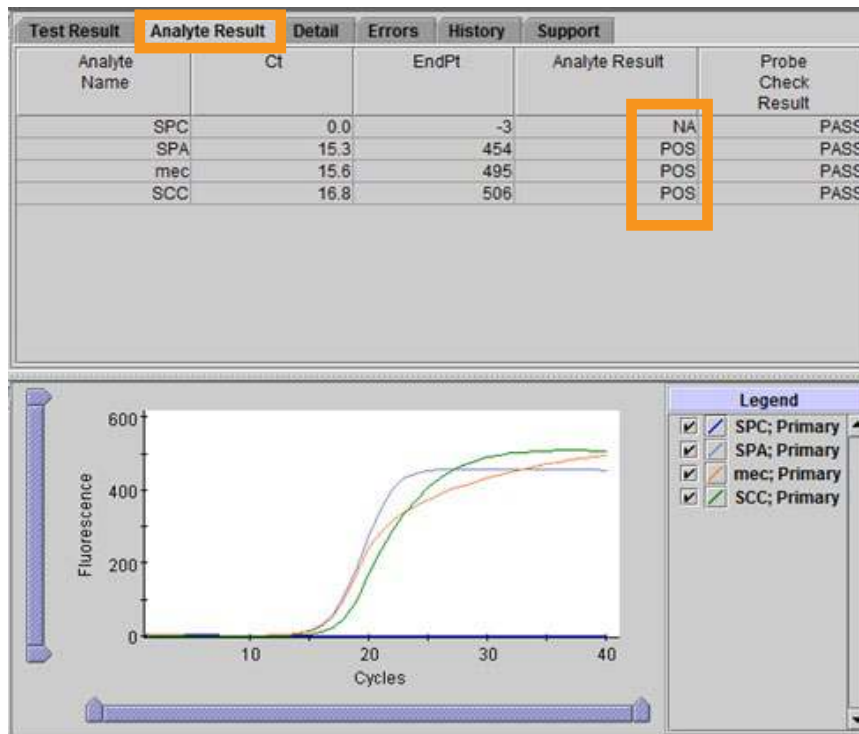 Test Result Analyte Result Detail Errors History Support
Analyte Name Ct EndPt Analyte Result Probe Check Result
SPC 0.0 -3 NA PASS
SPA 15.3 454 POS PASS
mec 15.6 495 POS PASS
SCC 16.8 506 POS PASS
Legend
SPC; Primary
SPA; Primary
mec; Primary
SCC; Primary
600
400
200
0
Fluorescence
10 20 30 40
Cycles